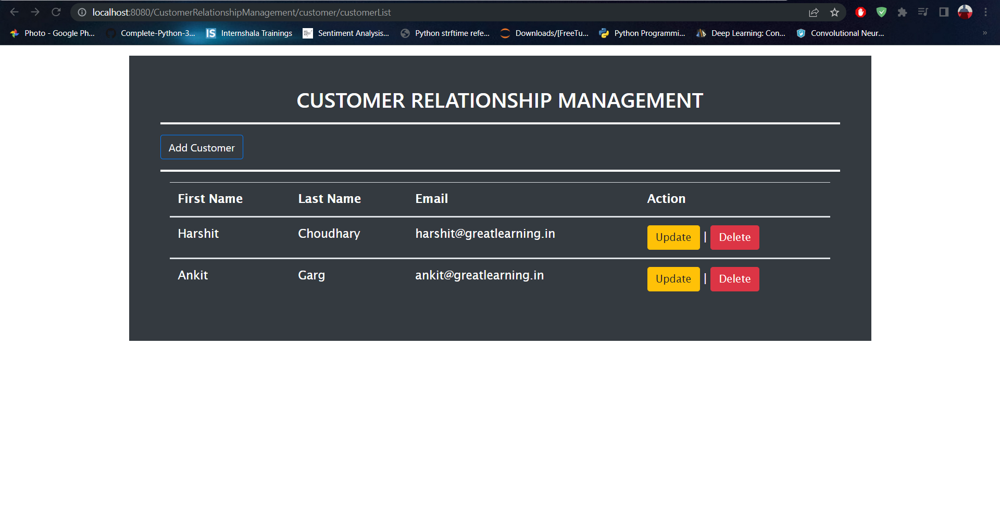 localhost:8080/CustomerRelationshipManagement/customer/customerList
Photo - Google Ph... Complete-Python-3... IS Internshala Trainings Sentiment Analysis... Python strftime refe... Downloads/[FreeTu... Python Programmi... Deep Learning: Con... Convolutional Neur... »
CUSTOMER RELATIONSHIP MANAGEMENT
Add Customer
First Name Last Name Email Action
Harshit Choudhary harshit@greatlearning.in Update | Delete
Ankit Garg ankit@greatlearning.in Update | Delete